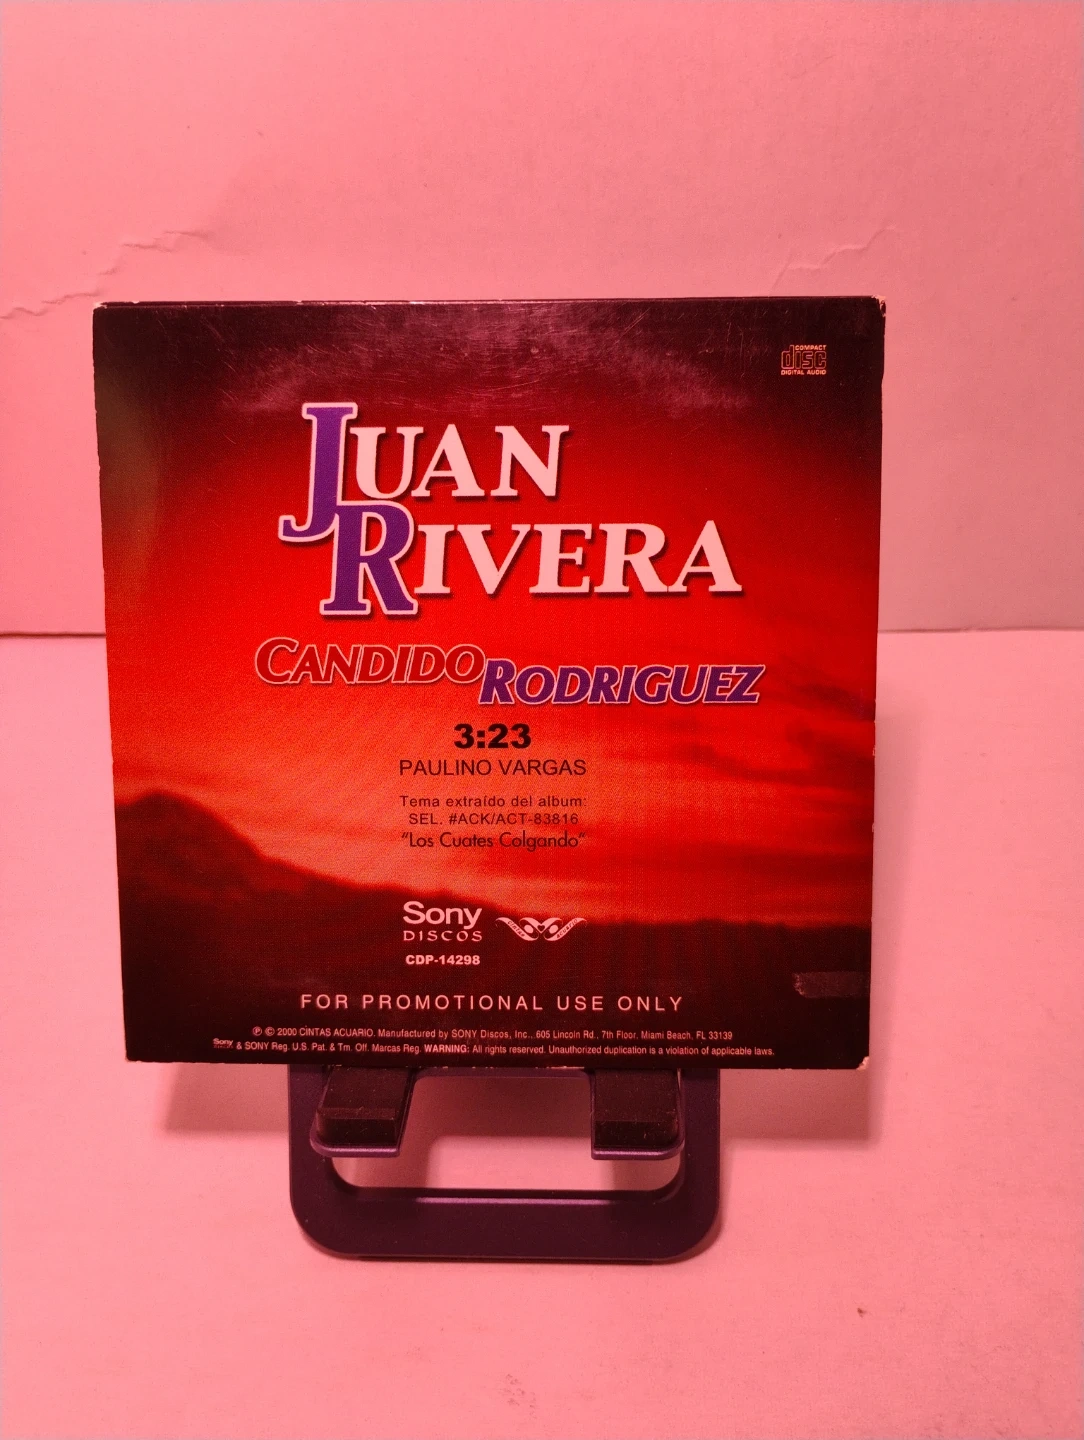 COMPACT
disc
DIGITAL AUDIO
JUAN
RIVERA
CANDIDO RODRIGUEZ
3:23
PAULINO VARGAS
Tema extraído del album:
SEL. #ACK/ACT-83816
"Los Cuates Colgando"
Sony
DISCOS
CDP-14298
FOR PROMOTIONAL USE ONLY
℗ © 2000 CINTAS ACUARIO. Manufactured by SONY Discos, Inc., 605 Lincoln Rd., 7th Floor, Miami Beach, FL 33139
Sony & SONY Reg. U.S. Pat. & Tm. Off. Marcas Reg. WARNING: All rights reserved. Unauthorized duplication is a violation of applicable laws.